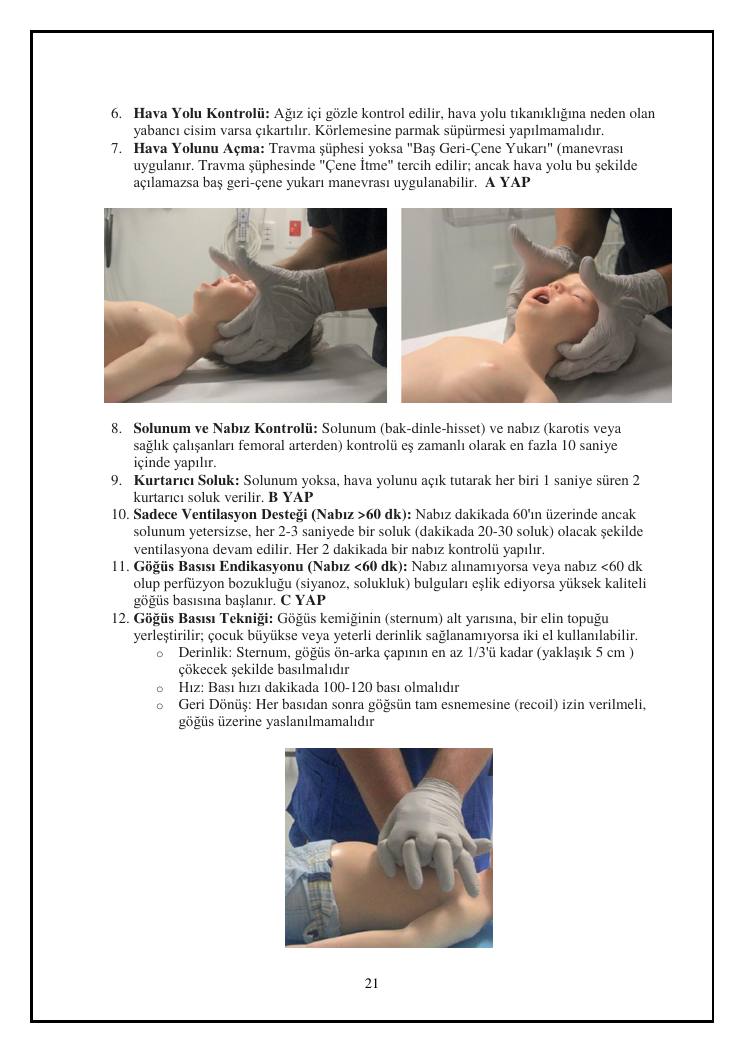 6. Hava Yolu Kontrolü: Ağız içi gözle kontrol edilir, hava yolu tıkanıklığına neden olan
yabancı cisim varsa çıkartılır. Körlemesine parmak süpürmesi yapılmamalıdır.
7. Hava Yolunu Açma: Travma şüphesi yoksa "Baş Geri-Çene Yukarı" (manevrası
uygulanır. Travma şüphesinde "Çene İtme" tercih edilir; ancak hava yolu bu şekilde
açılamazsa baş geri-çene yukarı manevrası uygulanabilir. A YAP
8. Solunum ve Nabız Kontrolü: Solunum (bak-dinle-hisset) ve nabız (karotis veya
sağlık çalışanları femoral arterden) kontrolü eş zamanlı olarak en fazla 10 saniye
içinde yapılır.
9. Kurtarıcı Soluk: Solunum yoksa, hava yolunu açık tutarak her biri 1 saniye süren 2
kurtarıcı soluk verilir. B YAP
10. Sadece Ventilasyon Desteği (Nabız >60 dk): Nabız dakikada 60'ın üzerinde ancak
solunum yetersizse, her 2-3 saniyede bir soluk (dakikada 20-30 soluk) olacak şekilde
ventilasyona devam edilir. Her 2 dakikada bir nabız kontrolü yapılır.
11. Göğüs Basısı Endikasyonu (Nabız <60 dk): Nabız alınamıyorsa veya nabız <60 dk
olup perfüzyon bozukluğu (siyanoz, solukluk) bulguları eşlik ediyorsa yüksek kaliteli
göğüs basısına başlanır. C YAP
12. Göğüs Basısı Tekniği: Göğüs kemiğinin (sternum) alt yarısına, bir elin topuğu
yerleştirilir; çocuk büyükse veya yeterli derinlik sağlanamıyorsa iki el kullanılabilir.
o Derinlik: Sternum, göğüs ön-arka çapının en az 1/3'ü kadar (yaklaşık 5 cm )
çökecek şekilde basılmalıdır
o Hız: Bası hızı dakikada 100-120 bası olmalıdır
o Geri Dönüş: Her basıdan sonra göğsün tam esnemesine (recoil) izin verilmeli,
göğüs üzerine yaslanılmamalıdır
21